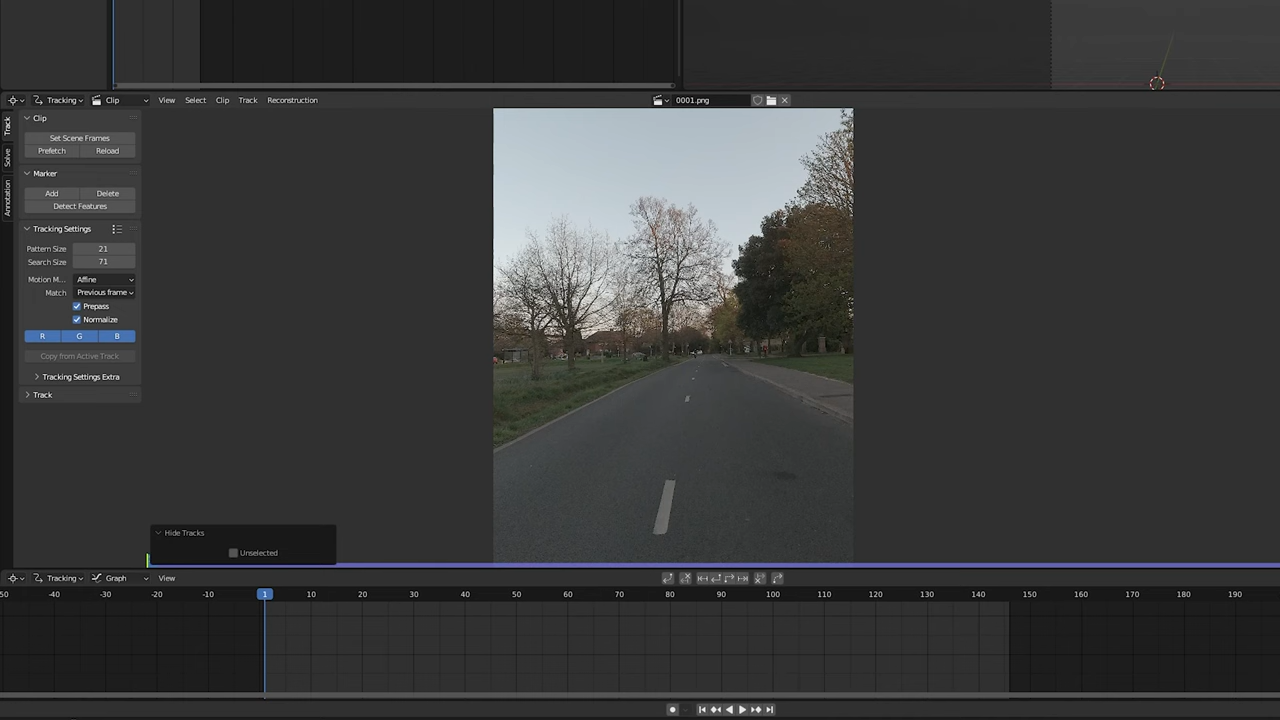 Tracking Clip View Select Clip Track Reconstruction 0001.png
Track
Solve
Annotation
Clip
Set Scene Frames
Prefetch Reload
Marker
Add Delete
Detect Features
Tracking Settings
Pattern Size 21
Search Size 71
Motion M... Affine
Match Previous frame
Prepass
Normalize
R G B
Copy from Active Track
Tracking Settings Extra
Track
Hide Tracks
Unselected
Tracking Graph View
50 -40 -30 -20 -10 1 10 20 30 40 50 60 70 80 90 100 110 120 130 140 150 160 170 180 190